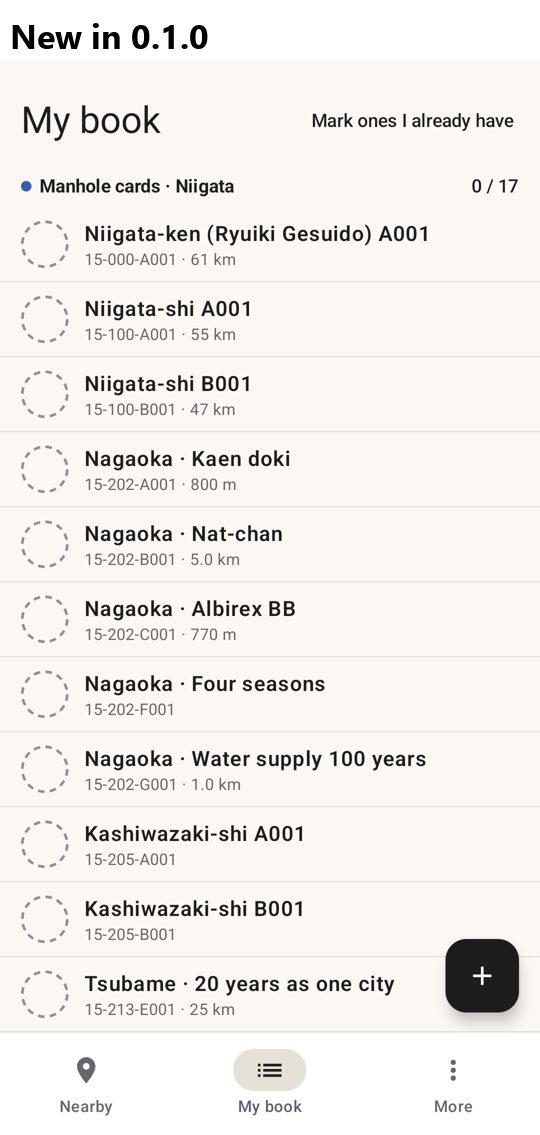 New in 0.1.0
My book
Mark ones I already have
Manhole cards · Niigata
0 / 17
Niigata-ken (Ryuiki Gesuido) A001
15-000-A001 · 61 km
Niigata-shi A001
15-100-A001 · 55 km
Niigata-shi B001
15-100-B001 · 47 km
Nagaoka · Kaen doki
15-202-A001 · 800 m
Nagaoka · Nat-chan
15-202-B001 · 5.0 km
Nagaoka · Albirex BB
15-202-C001 · 770 m
Nagaoka · Four seasons
15-202-F001
Nagaoka · Water supply 100 years
15-202-G001 · 1.0 km
Kashiwazaki-shi A001
15-205-A001
Kashiwazaki-shi B001
15-205-B001
Tsubame · 20 years as one city
15-213-E001 · 25 km
+
Nearby
My book
More